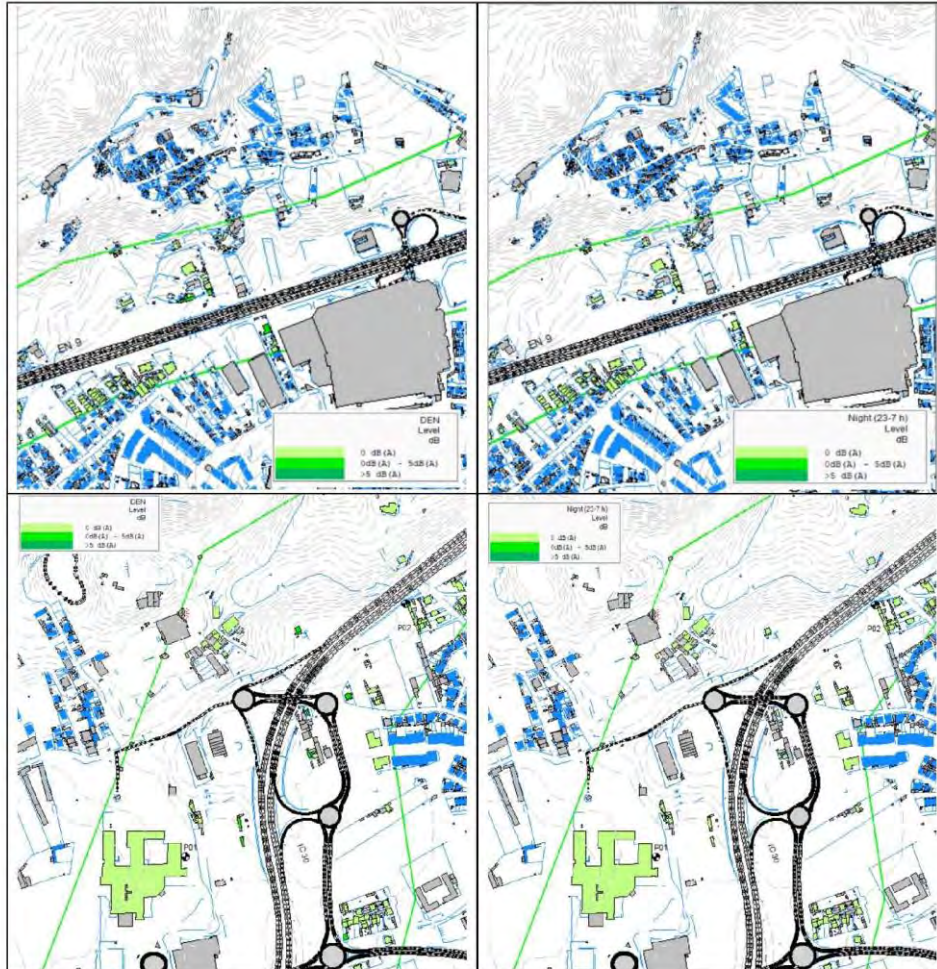 EN 9
DEN
Level
dB
0 dB(A)
0dB(A) - 5dB(A)
>5 dB(A)
EN 9
Night (23-7 h)
Level
dB
0 dB(A)
0dB(A) - 5dB(A)
>5 dB(A)
DEN
Level
dB
0 dB(A)
0dB(A) - 5dB(A)
>5 dB(A)
P02
P01
IC 30
Night (23-7 h)
Level
dB
0 dB(A)
0dB(A) - 5dB(A)
>5 dB(A)
P02
P01
IC 30